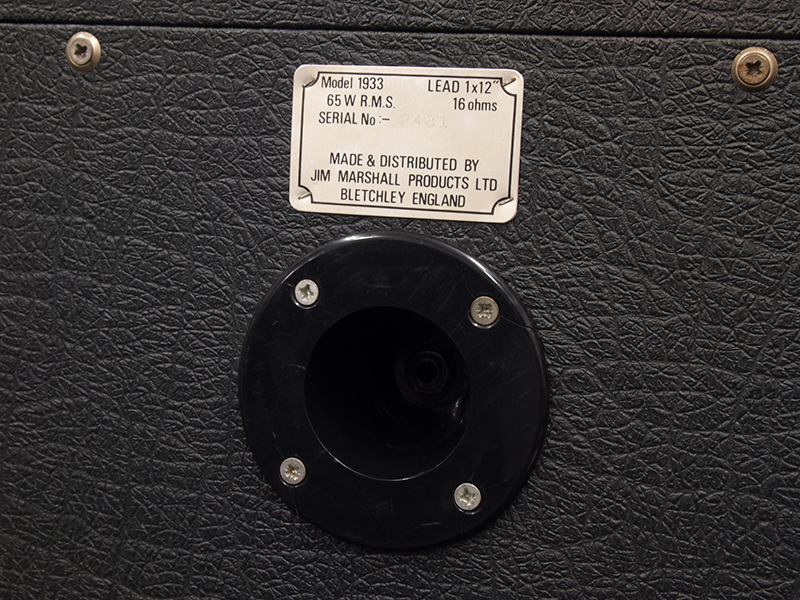 Model 1933 LEAD 1x12"
65 W R.M.S. 16 ohms
SERIAL No :-
MADE & DISTRIBUTED BY
JIM MARSHALL PRODUCTS LTD
BLETCHLEY ENGLAND